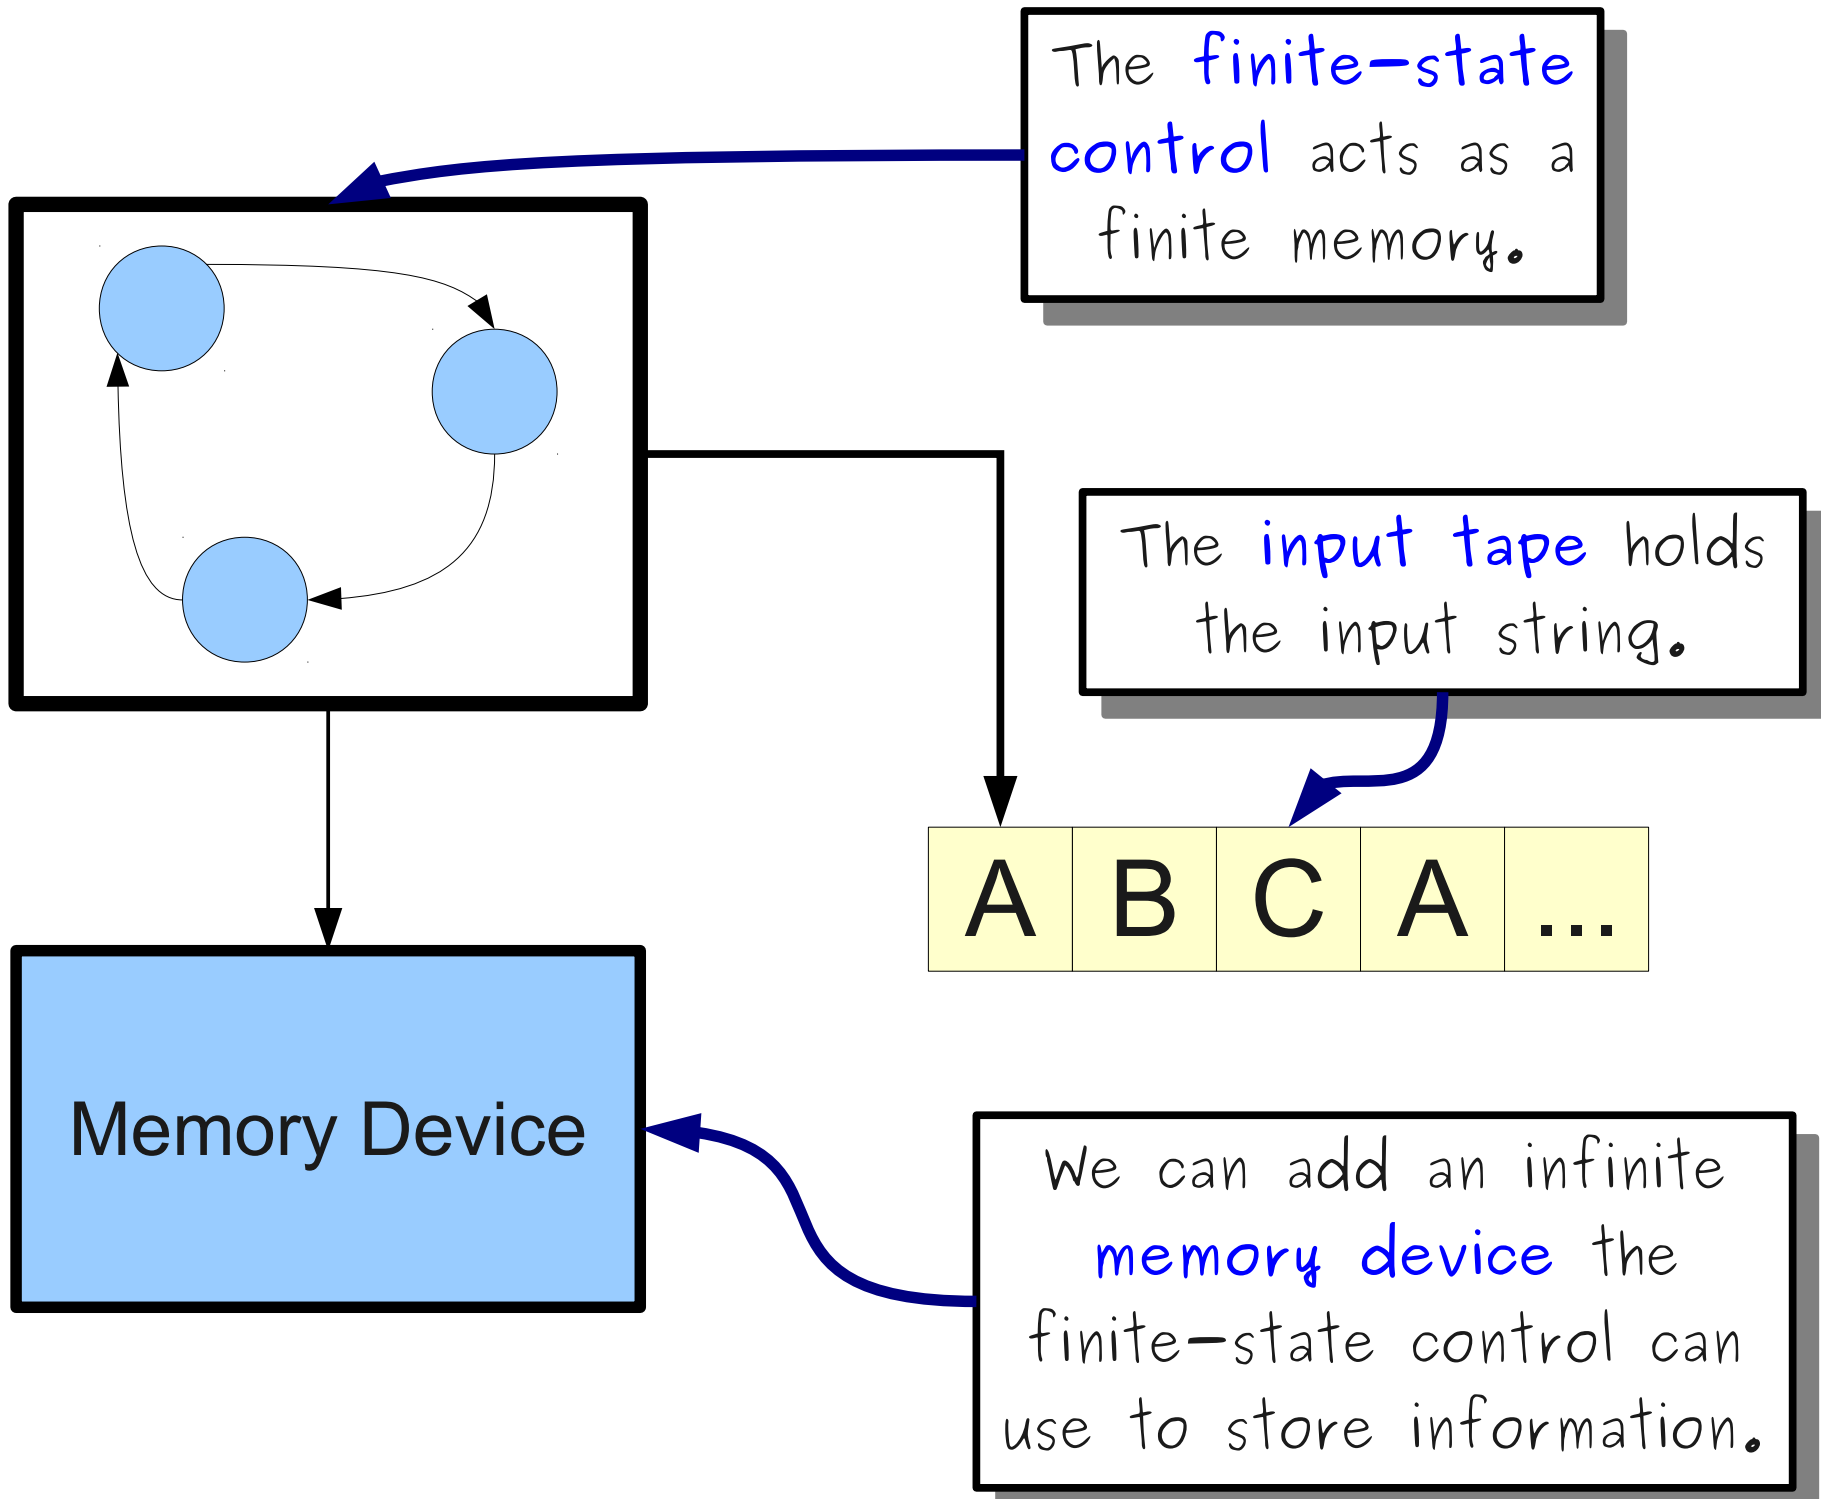 The finite-state
control acts as a
finite memory.
The input tape holds
the input string.
A B C A ...
Memory Device
We can add an infinite
memory device the
finite-state control can
use to store information.